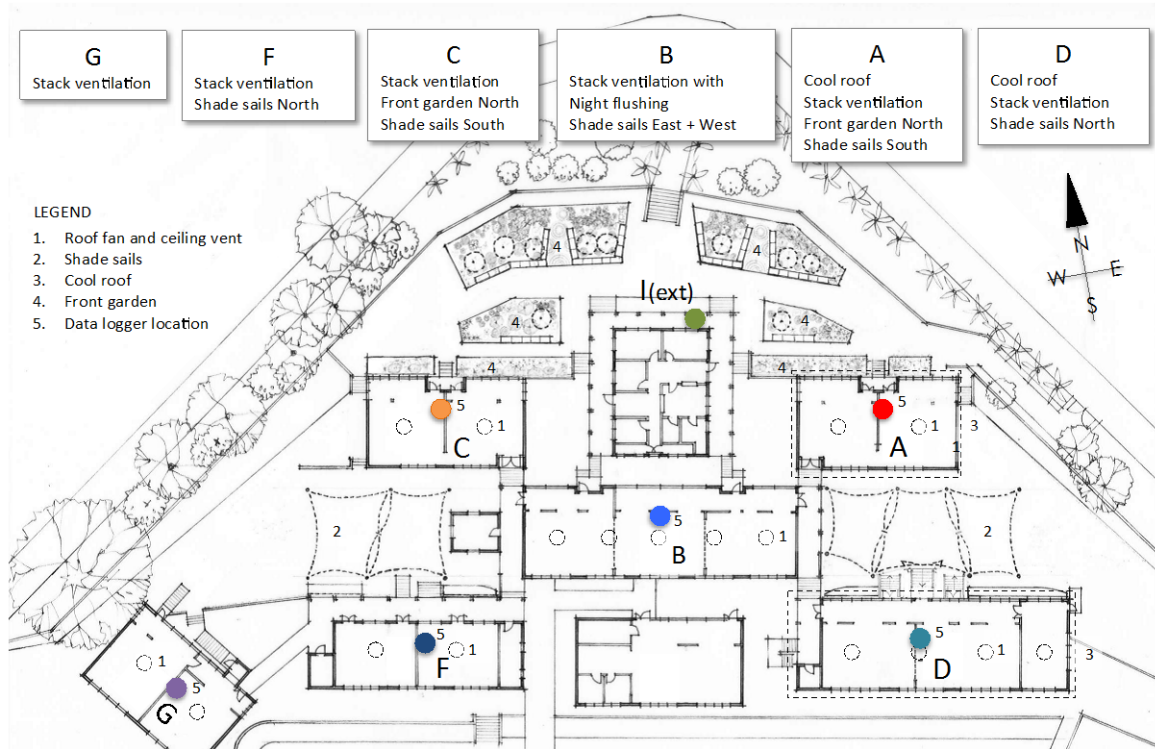 G
Stack ventilation
F
Stack ventilation
Shade sails North
C
Stack ventilation
Front garden North
Shade sails South
B
Stack ventilation with
Night flushing
Shade sails East + West
A
Cool roof
Stack ventilation
Front garden North
Shade sails South
D
Cool roof
Stack ventilation
Shade sails North
LEGEND
1. Roof fan and ceiling vent
2. Shade sails
3. Cool roof
4. Front garden
5. Data logger location
N
W E
S
4
4
I(ext)
4
4
4
4
5
1
C
5
1
3
A
1
2
5
1
B
2
5
1
F
5
1
D
3
1
5
G